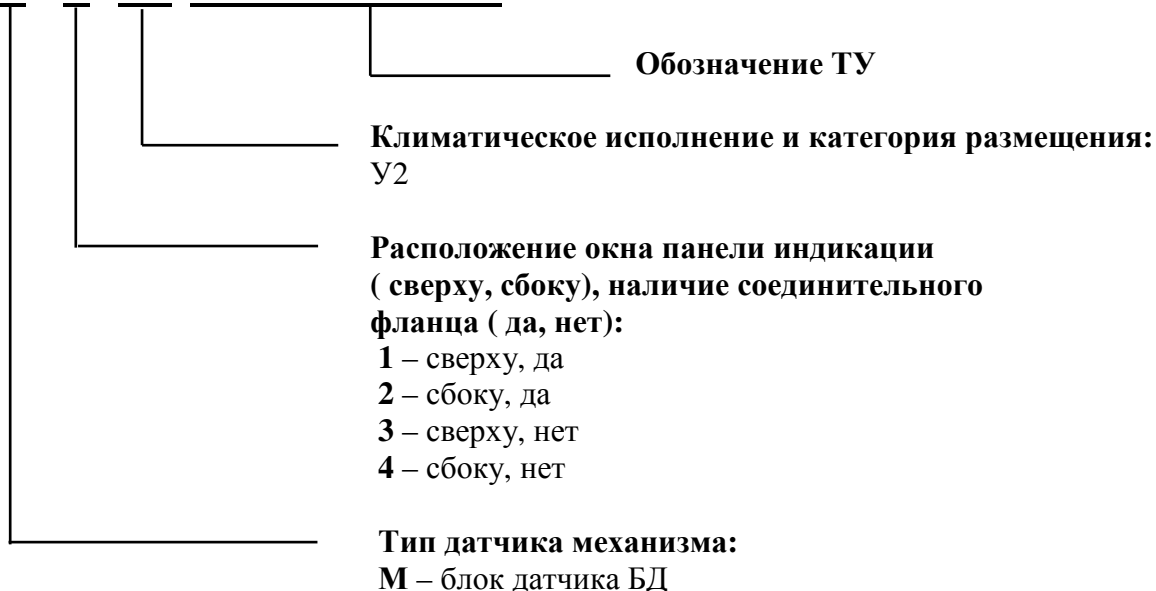 Обозначение ТУ
Климатическое исполнение и категория размещения:
У2
Расположение окна панели индикации
( сверху, сбоку), наличие соединительного
фланца ( да, нет):
1 – сверху, да
2 – сбоку, да
3 – сверху, нет
4 – сбоку, нет
Тип датчика механизма:
М – блок датчика БД